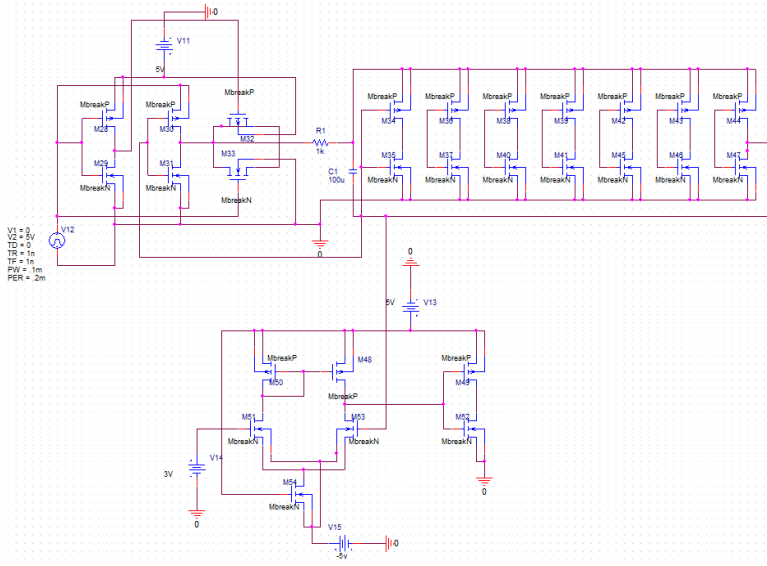 0
V11
5V
MbreakP
MbreakP
MbreakP
M28
M30
M32
M29
M31
M33
MbreakN
MbreakN
MbreakN
R1
1k
C1
100u
MbreakP
MbreakP
MbreakP
MbreakP
MbreakP
MbreakP
MbreakP
M34
M36
M38
M39
M42
M43
M44
M35
M37
M40
M41
M45
M46
M47
MbreakN
MbreakN
MbreakN
MbreakN
MbreakN
MbreakN
MbreakN
V12
V1 = 0
V2 = 5V
TD = 0
TR = 1n
TF = 1n
PW = .1m
PER = .2m
0
0
5V
V13
MbreakP
M50
M48
MbreakP
MbreakP
M49
M51
M53
M52
MbreakN
MbreakN
MbreakN
V14
3V
0
M54
MbreakN
V15
-5v
0
0